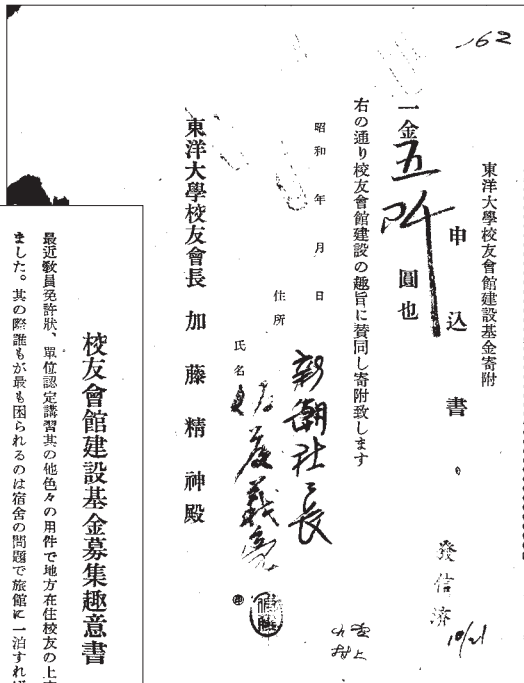 162
東洋大學校友會館建設基金寄附
申込書
一金五阡圓也
右の通り校友會館建設の趣旨に賛同し寄附致します
昭和 年 月 日
住所
新潮社々長
氏名 佐藤義亮
東洋大學校友會長 加藤精神殿
發信済
10/21
校友會館建設基金募集趣意書
最近敎員免許狀、單位認定講習其の他色々の用件で地方在住校友の上
ました。其の際誰もが最も困られるのは宿舍の問題で旅館に一泊すれば